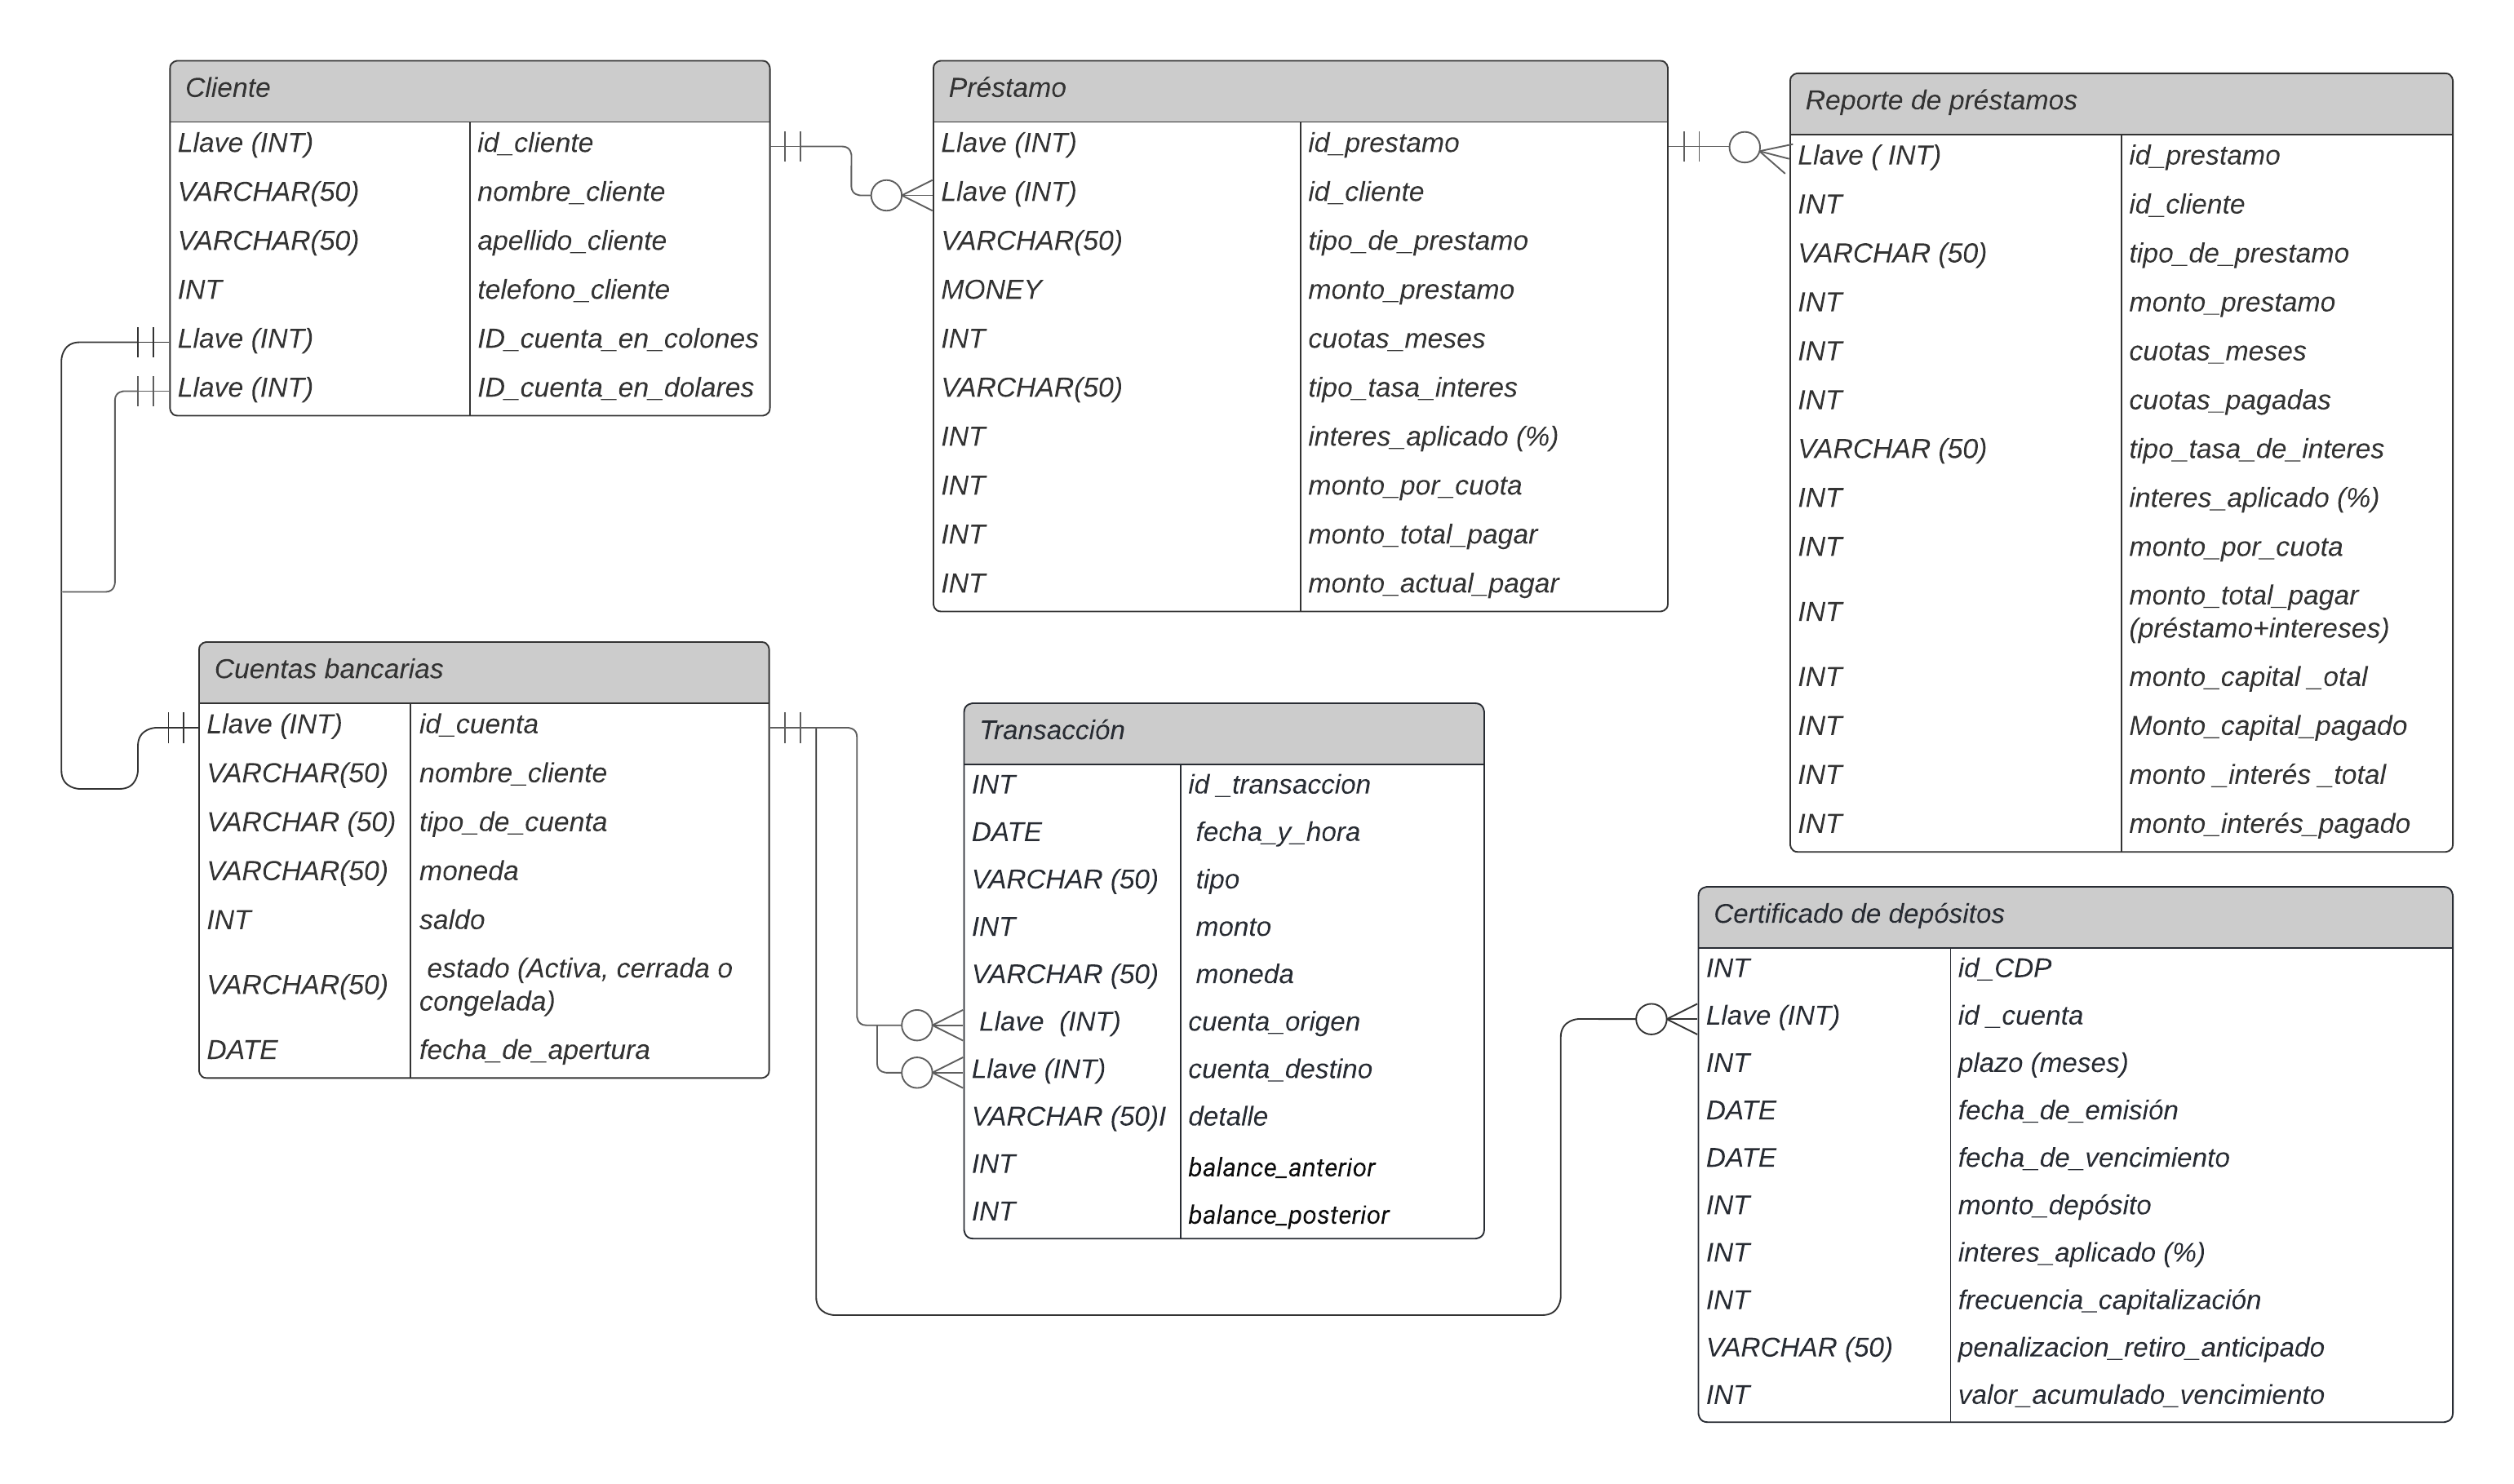 Cliente
Llave (INT) id_cliente
VARCHAR(50) nombre_cliente
VARCHAR(50) apellido_cliente
INT telefono_cliente
Llave (INT) ID_cuenta_en_colones
Llave (INT) ID_cuenta_en_dolares
Préstamo
Llave (INT) id_prestamo
Llave (INT) id_cliente
VARCHAR(50) tipo_de_prestamo
MONEY monto_prestamo
INT cuotas_meses
VARCHAR(50) tipo_tasa_interes
INT interes_aplicado (%)
INT monto_por_cuota
INT monto_total_pagar
INT monto_actual_pagar
Reporte de préstamos
Llave ( INT) id_prestamo
INT id_cliente
VARCHAR (50) tipo_de_prestamo
INT monto_prestamo
INT cuotas_meses
INT cuotas_pagadas
VARCHAR (50) tipo_tasa_de_interes
INT interes_aplicado (%)
INT monto_por_cuota
INT monto_total_pagar
(préstamo+intereses)
INT monto_capital _otal
INT Monto_capital_pagado
INT monto _interés _total
INT monto_interés_pagado
Cuentas bancarias
Llave (INT) id_cuenta
VARCHAR(50) nombre_cliente
VARCHAR (50) tipo_de_cuenta
VARCHAR(50) moneda
INT saldo
VARCHAR(50) estado (Activa, cerrada o
congelada)
DATE fecha_de_apertura
Transacción
INT id _transaccion
DATE fecha_y_hora
VARCHAR (50) tipo
INT monto
VARCHAR (50) moneda
Llave (INT) cuenta_origen
Llave (INT) cuenta_destino
VARCHAR (50)I detalle
INT balance_anterior
INT balance_posterior
Certificado de depósitos
INT id_CDP
Llave (INT) id _cuenta
INT plazo (meses)
DATE fecha_de_emisión
DATE fecha_de_vencimiento
INT monto_depósito
INT interes_aplicado (%)
INT frecuencia_capitalización
VARCHAR (50) penalizacion_retiro_anticipado
INT valor_acumulado_vencimiento